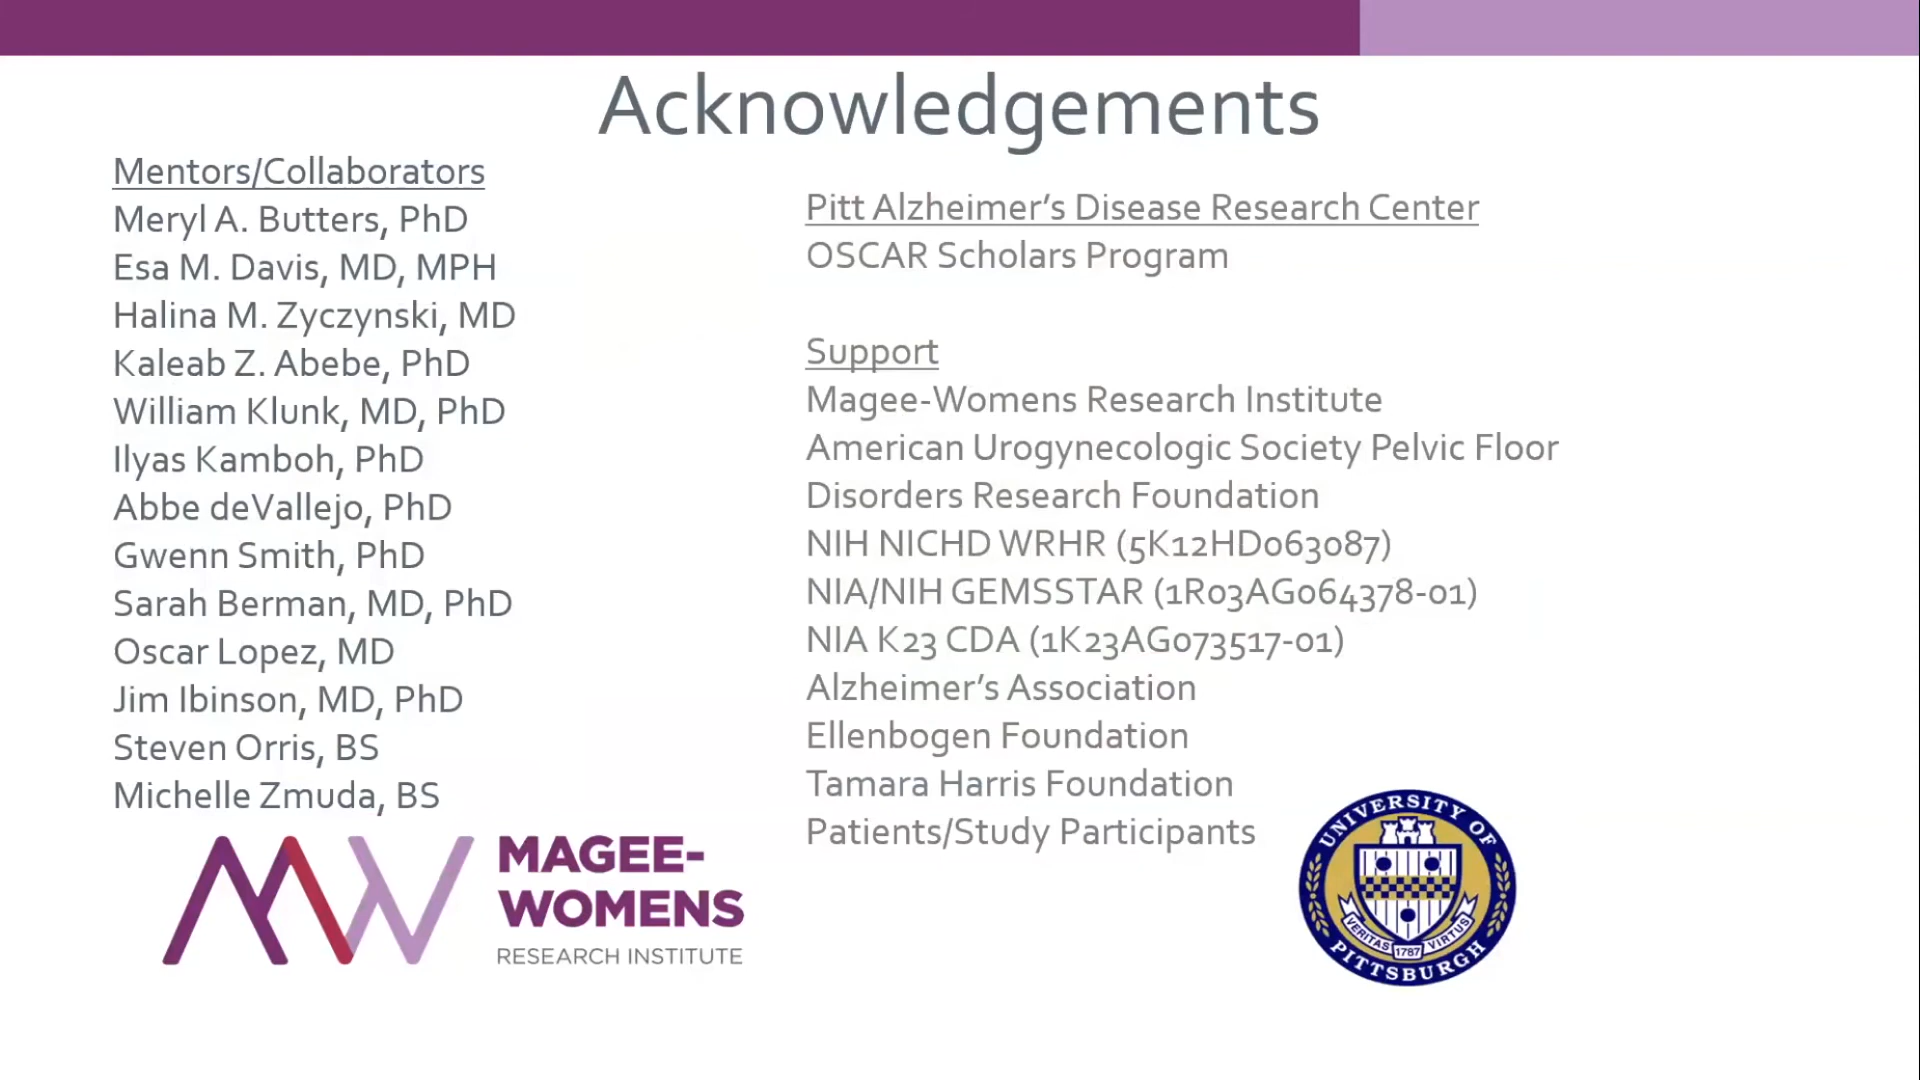 Acknowledgements
Mentors/Collaborators
Meryl A. Butters, PhD
Esa M. Davis, MD, MPH
Halina M. Zyczynski, MD
Kaleab Z. Abebe, PhD
William Klunk, MD, PhD
Ilyas Kamboh, PhD
Abbe deVallejo, PhD
Gwenn Smith, PhD
Sarah Berman, MD, PhD
Oscar Lopez, MD
Jim Ibinson, MD, PhD
Steven Orris, BS
Michelle Zmuda, BS
Pitt Alzheimer’s Disease Research Center
OSCAR Scholars Program
Support
Magee-Womens Research Institute
American Urogynecologic Society Pelvic Floor
Disorders Research Foundation
NIH NICHD WRHR (5K12HD063087)
NIA/NIH GEMSSTAR (1R03AG064378-01)
NIA K23 CDA (1K23AG073517-01)
Alzheimer’s Association
Ellenbogen Foundation
Tamara Harris Foundation
Patients/Study Participants
MW
MAGEE-
WOMENS
RESEARCH INSTITUTE
UNIVERSITY OF
VERITAS 1787 VIRTUS
PITTSBURGH